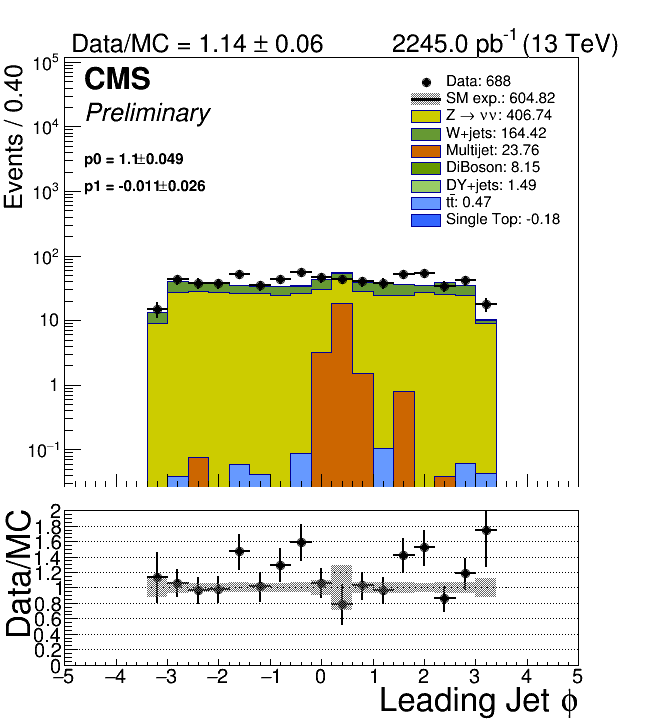 Data/MC = 1.14 ± 0.06 2245.0 pb⁻¹ (13 TeV)
Events / 0.40
CMS
Preliminary
p0 = 1.1±0.049
p1 = -0.011±0.026
Data: 688
SM exp.: 604.82
Z → νν: 406.74
W+jets: 164.42
Multijet: 23.76
DiBoson: 8.15
DY+jets: 1.49
tt̄: 0.47
Single Top: -0.18
10⁵
10⁴
10³
10²
10
1
10⁻¹
Data/MC
2
1.8
1.6
1.4
1.2
1
0.8
0.6
0.4
0.2
0
−5 −4 −3 −2 −1 0 1 2 3 4 5
Leading Jet ϕ